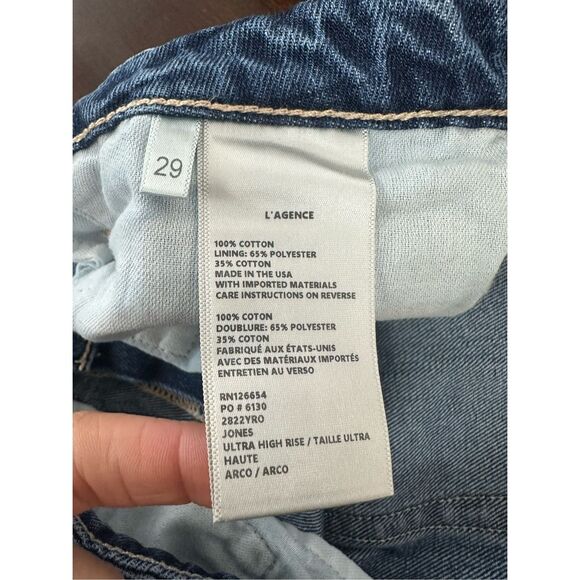 29
L'AGENCE
100% COTTON
LINING: 65% POLYESTER
35% COTTON
MADE IN THE USA
WITH IMPORTED MATERIALS
CARE INSTRUCTIONS ON REVERSE
100% COTON
DOUBLURE: 65% POLYESTER
35% COTON
FABRIQUÉ AUX ÉTATS-UNIS
AVEC DES MATÉRIAUX IMPORTÉS
ENTRETIEN AU VERSO
RN126654
PO # 6130
2822YRO
JONES
ULTRA HIGH RISE / TAILLE ULTRA
HAUTE
ARCO / ARCO